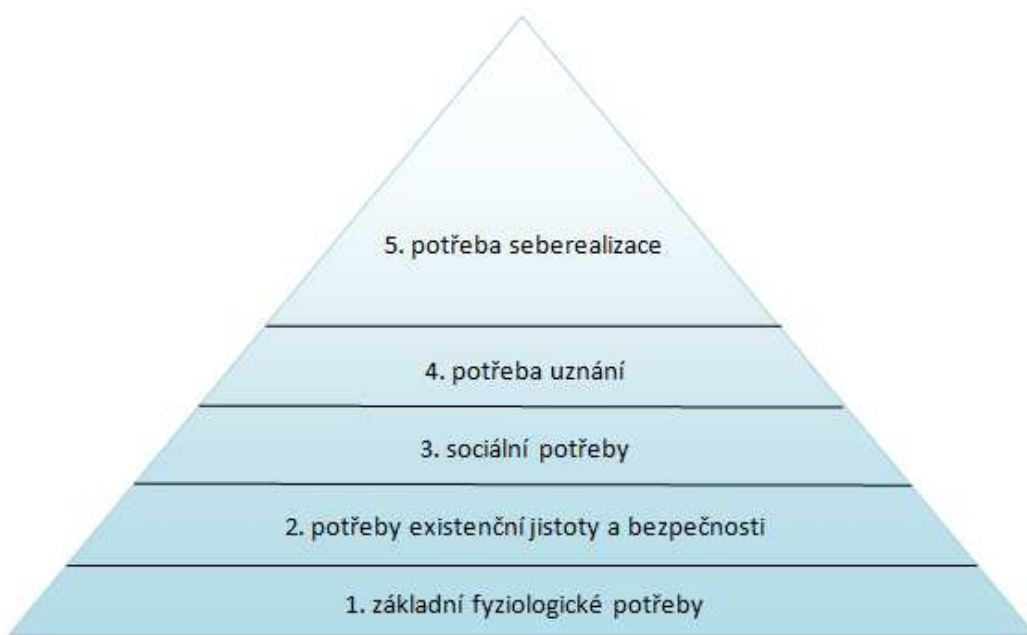 5. potřeba seberealizace
4. potřeba uznání
3. sociální potřeby
2. potřeby existenční jistoty a bezpečnosti
1. základní fyziologické potřeby